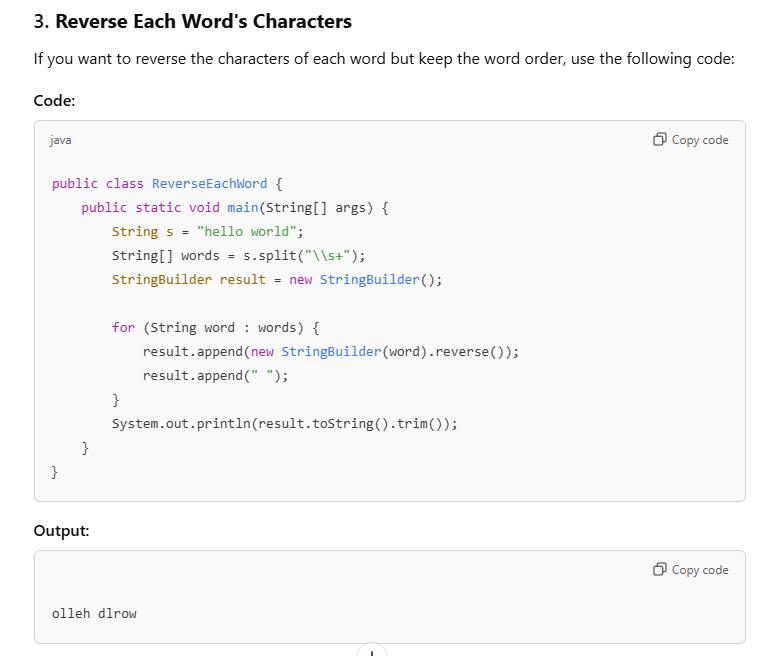 3. Reverse Each Word's Characters
If you want to reverse the characters of each word but keep the word order, use the following code:
Code:
java
Copy code
public class ReverseEachWord {
    public static void main(String[] args) {
        String s = "hello world";
        String[] words = s.split("\\s+");
        StringBuilder result = new StringBuilder();

        for (String word : words) {
            result.append(new StringBuilder(word).reverse());
            result.append(" ");
        }
        System.out.println(result.toString().trim());
    }
}
Output:
Copy code
olleh dlrow